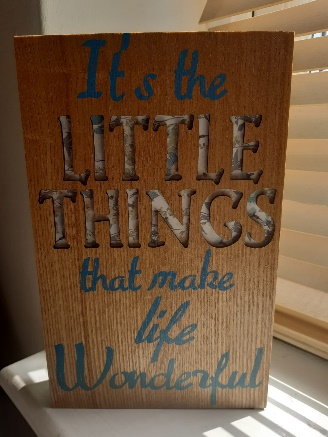 It's the
LITTLE
THINGS
that make
life
Wonderful